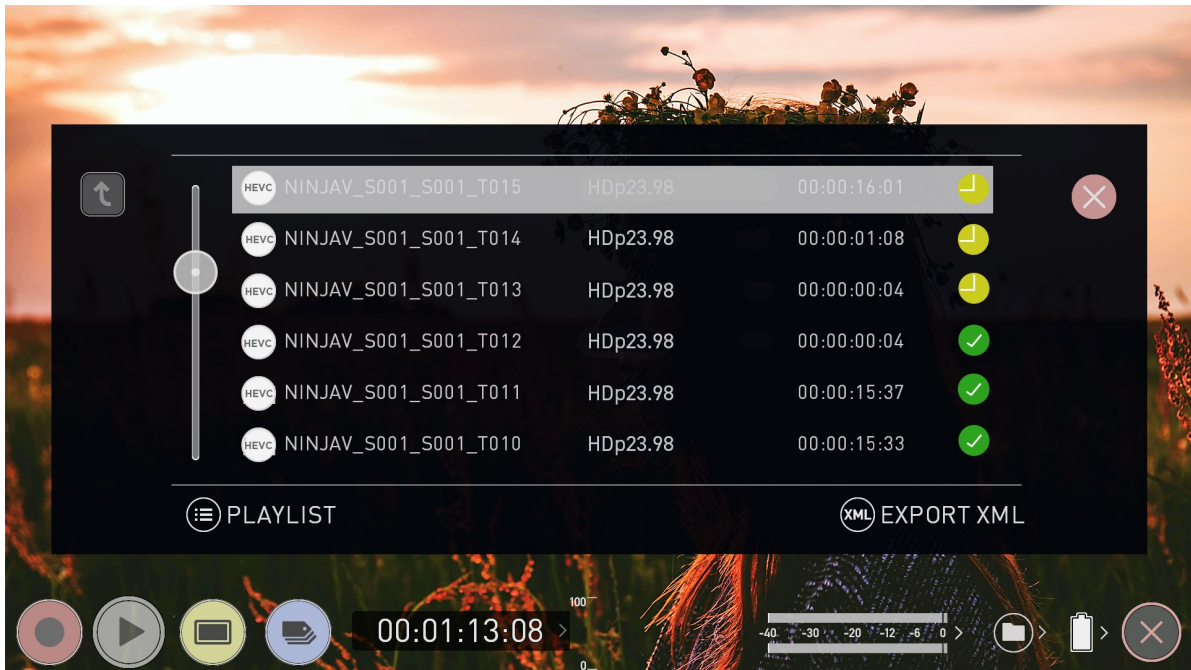 HEVC NINJAV_S001_S001_T015 HDp23.98 00:00:16:01
HEVC NINJAV_S001_S001_T014 HDp23.98 00:00:01:08
HEVC NINJAV_S001_S001_T013 HDp23.98 00:00:00:04
HEVC NINJAV_S001_S001_T012 HDp23.98 00:00:00:04
HEVC NINJAV_S001_S001_T011 HDp23.98 00:00:15:37
HEVC NINJAV_S001_S001_T010 HDp23.98 00:00:15:33
PLAYLIST XML EXPORT XML
100
00:01:13:08 > -40 -30 -20 -12 -6 0 > > >
0